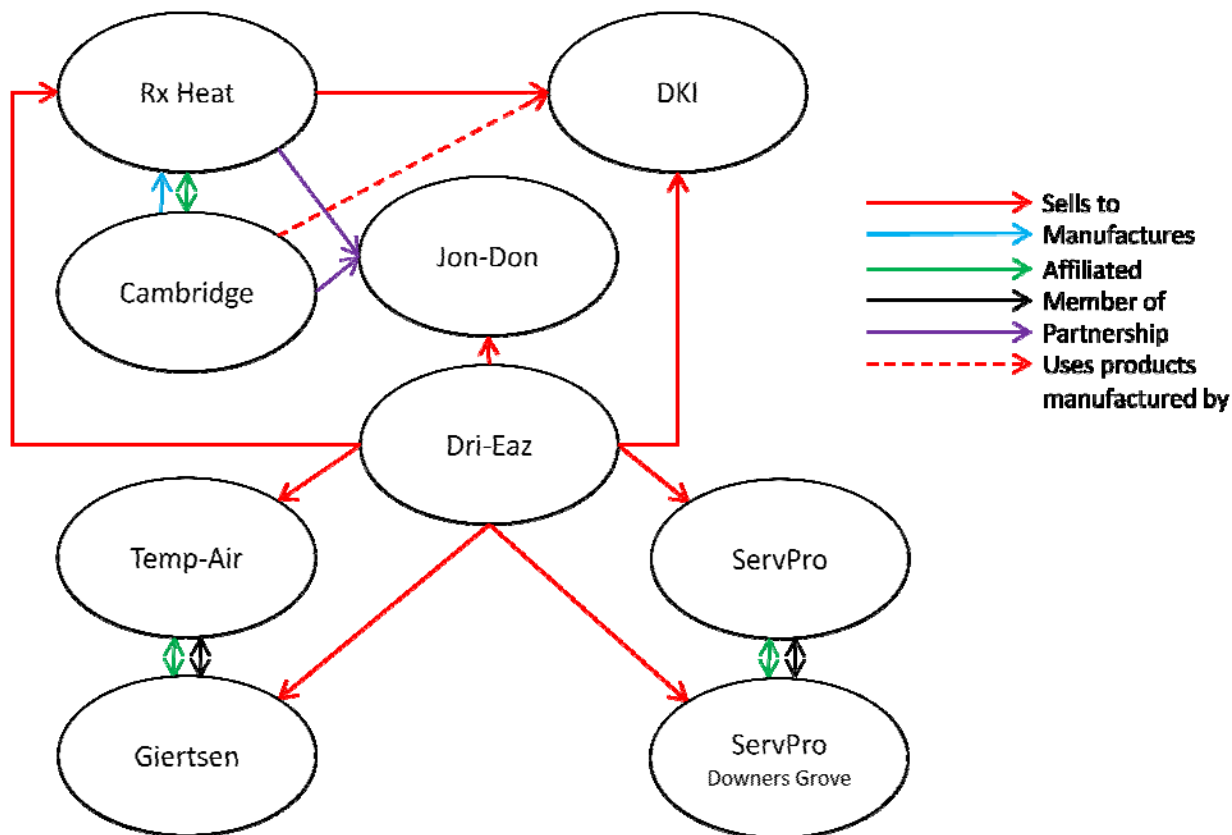 Rx Heat
DKI
Jon-Don
Cambridge
Sells to
Manufactures
Affiliated
Member of
Partnership
Uses products
manufactured by
Dri-Eaz
Temp-Air
ServPro
Giertsen
ServPro
Downers Grove